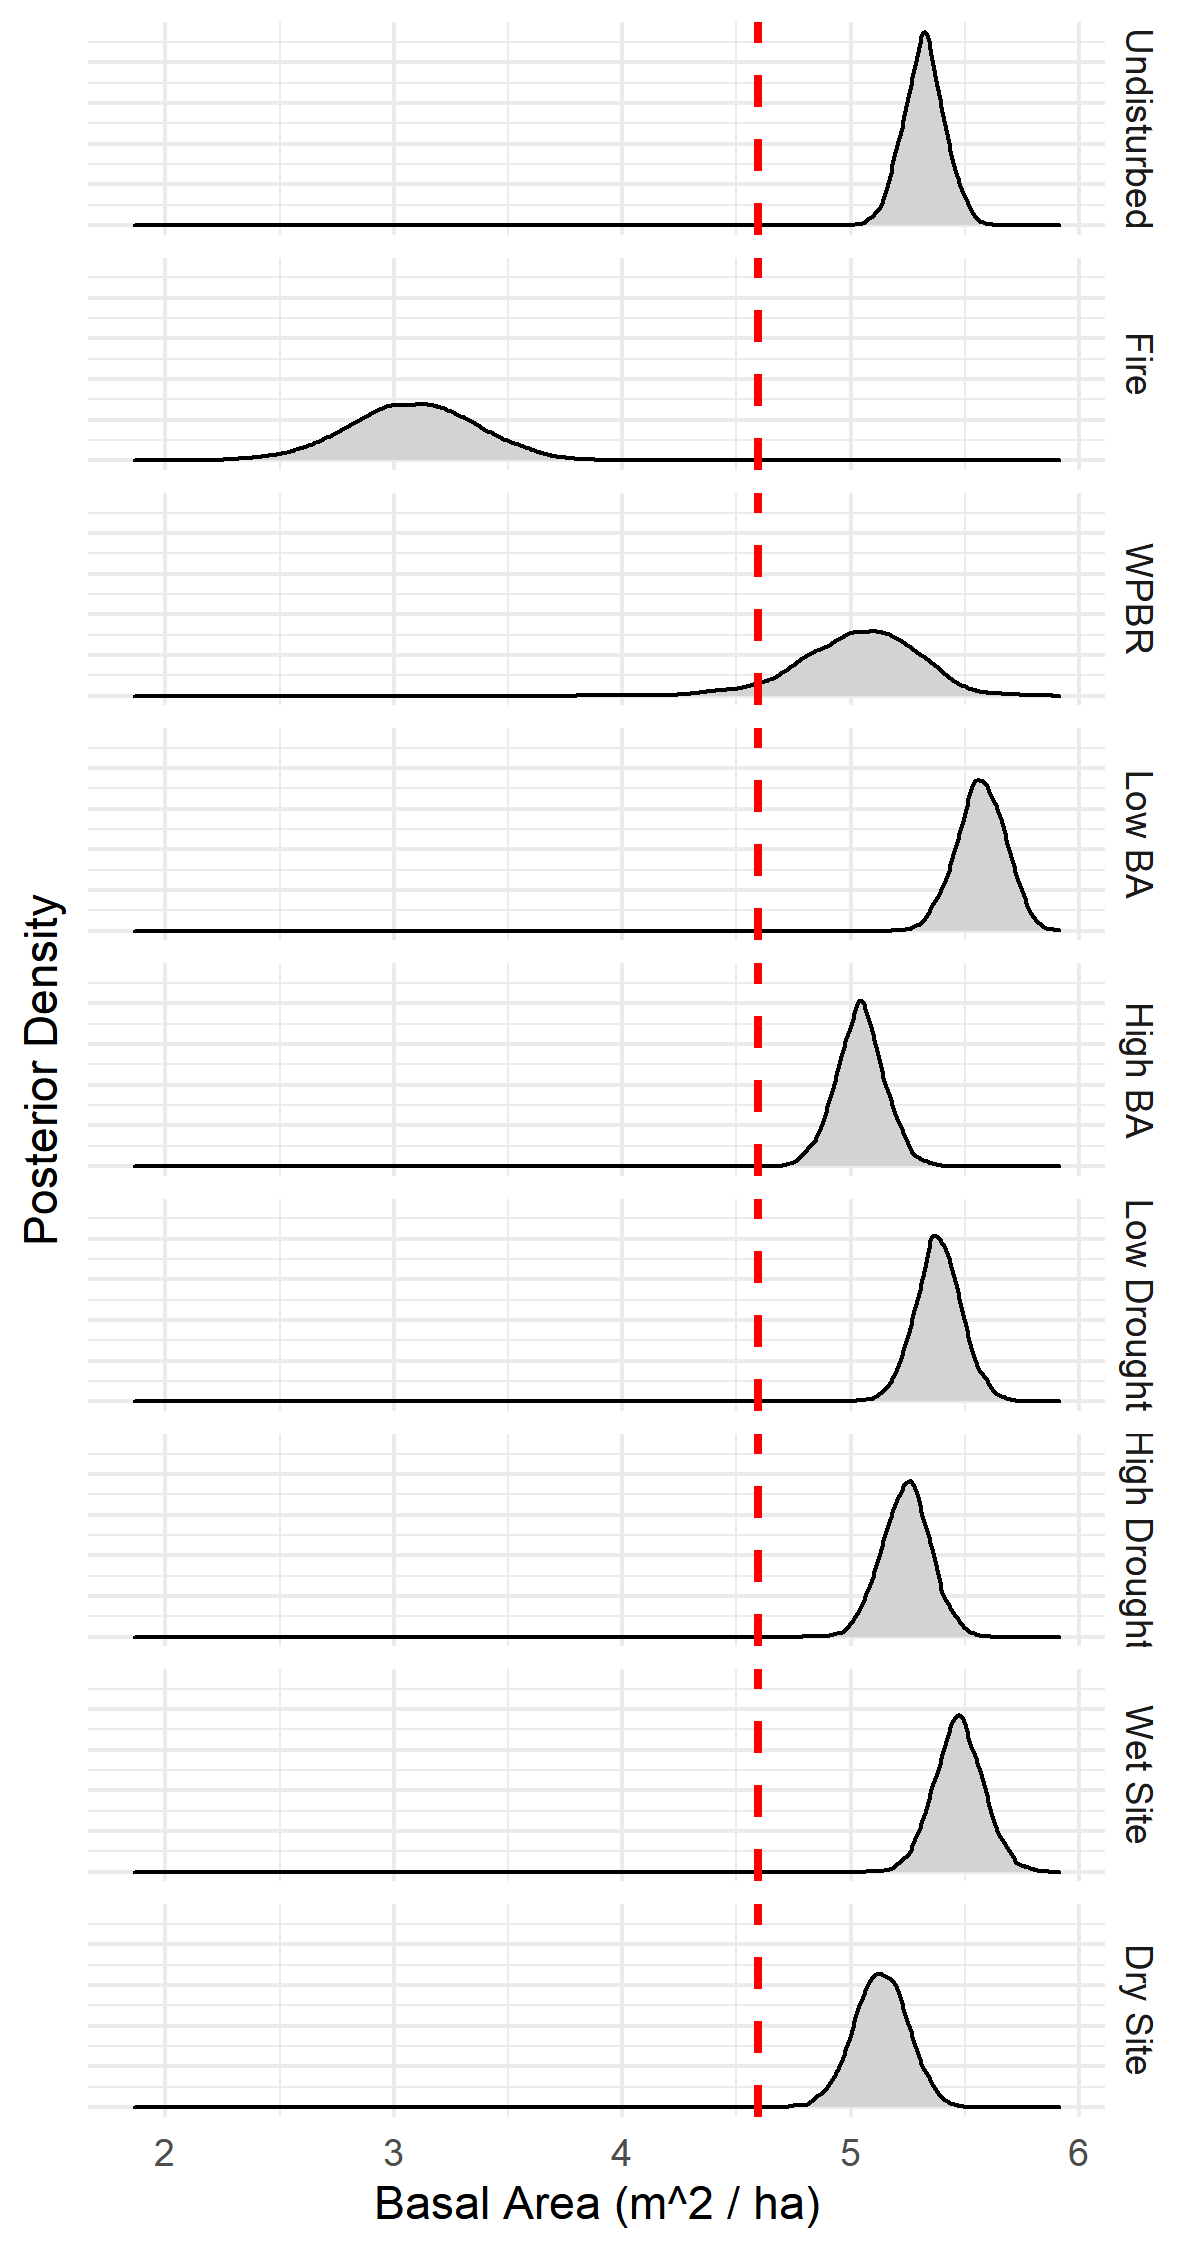 Undisturbed
Fire
WPBR
Low BA
High BA
Low Drought
High Drought
Wet Site
Dry Site
Posterior Density
2 3 4 5 6
Basal Area (m^2 / ha)